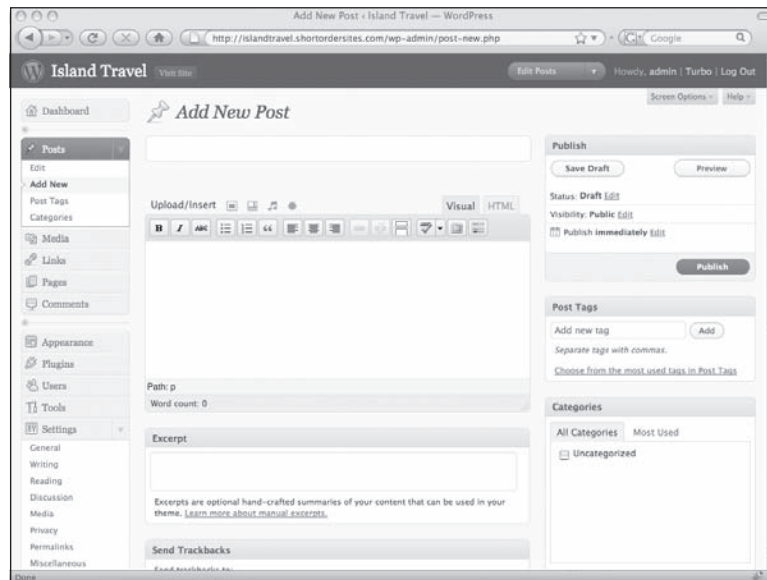 Add New Post ‹ Island Travel — WordPress
http://islandtravel.shortordersites.com/wp-admin/post-new.php
Google
Island Travel
Visit Site
Edit Posts
Howdy, admin | Turbo | Log Out
Screen Options
Help
Dashboard
Posts
Edit
Add New
Post Tags
Categories
Media
Links
Pages
Comments
Appearance
Plugins
Users
Tools
Settings
General
Writing
Reading
Discussion
Media
Privacy
Permalinks
Miscellaneous
Add New Post
Upload/Insert
Visual
HTML
B I ABC
Path: p
Word count: 0
Excerpt
Excerpts are optional hand-crafted summaries of your content that can be used in your
theme. Learn more about manual excerpts.
Send Trackbacks
Send trackbacks to:
Publish
Save Draft
Preview
Status: Draft Edit
Visibility: Public Edit
Publish immediately Edit
Publish
Post Tags
Add new tag
Add
Separate tags with commas.
Choose from the most used tags in Post Tags
Categories
All Categories
Most Used
Uncategorized
Done